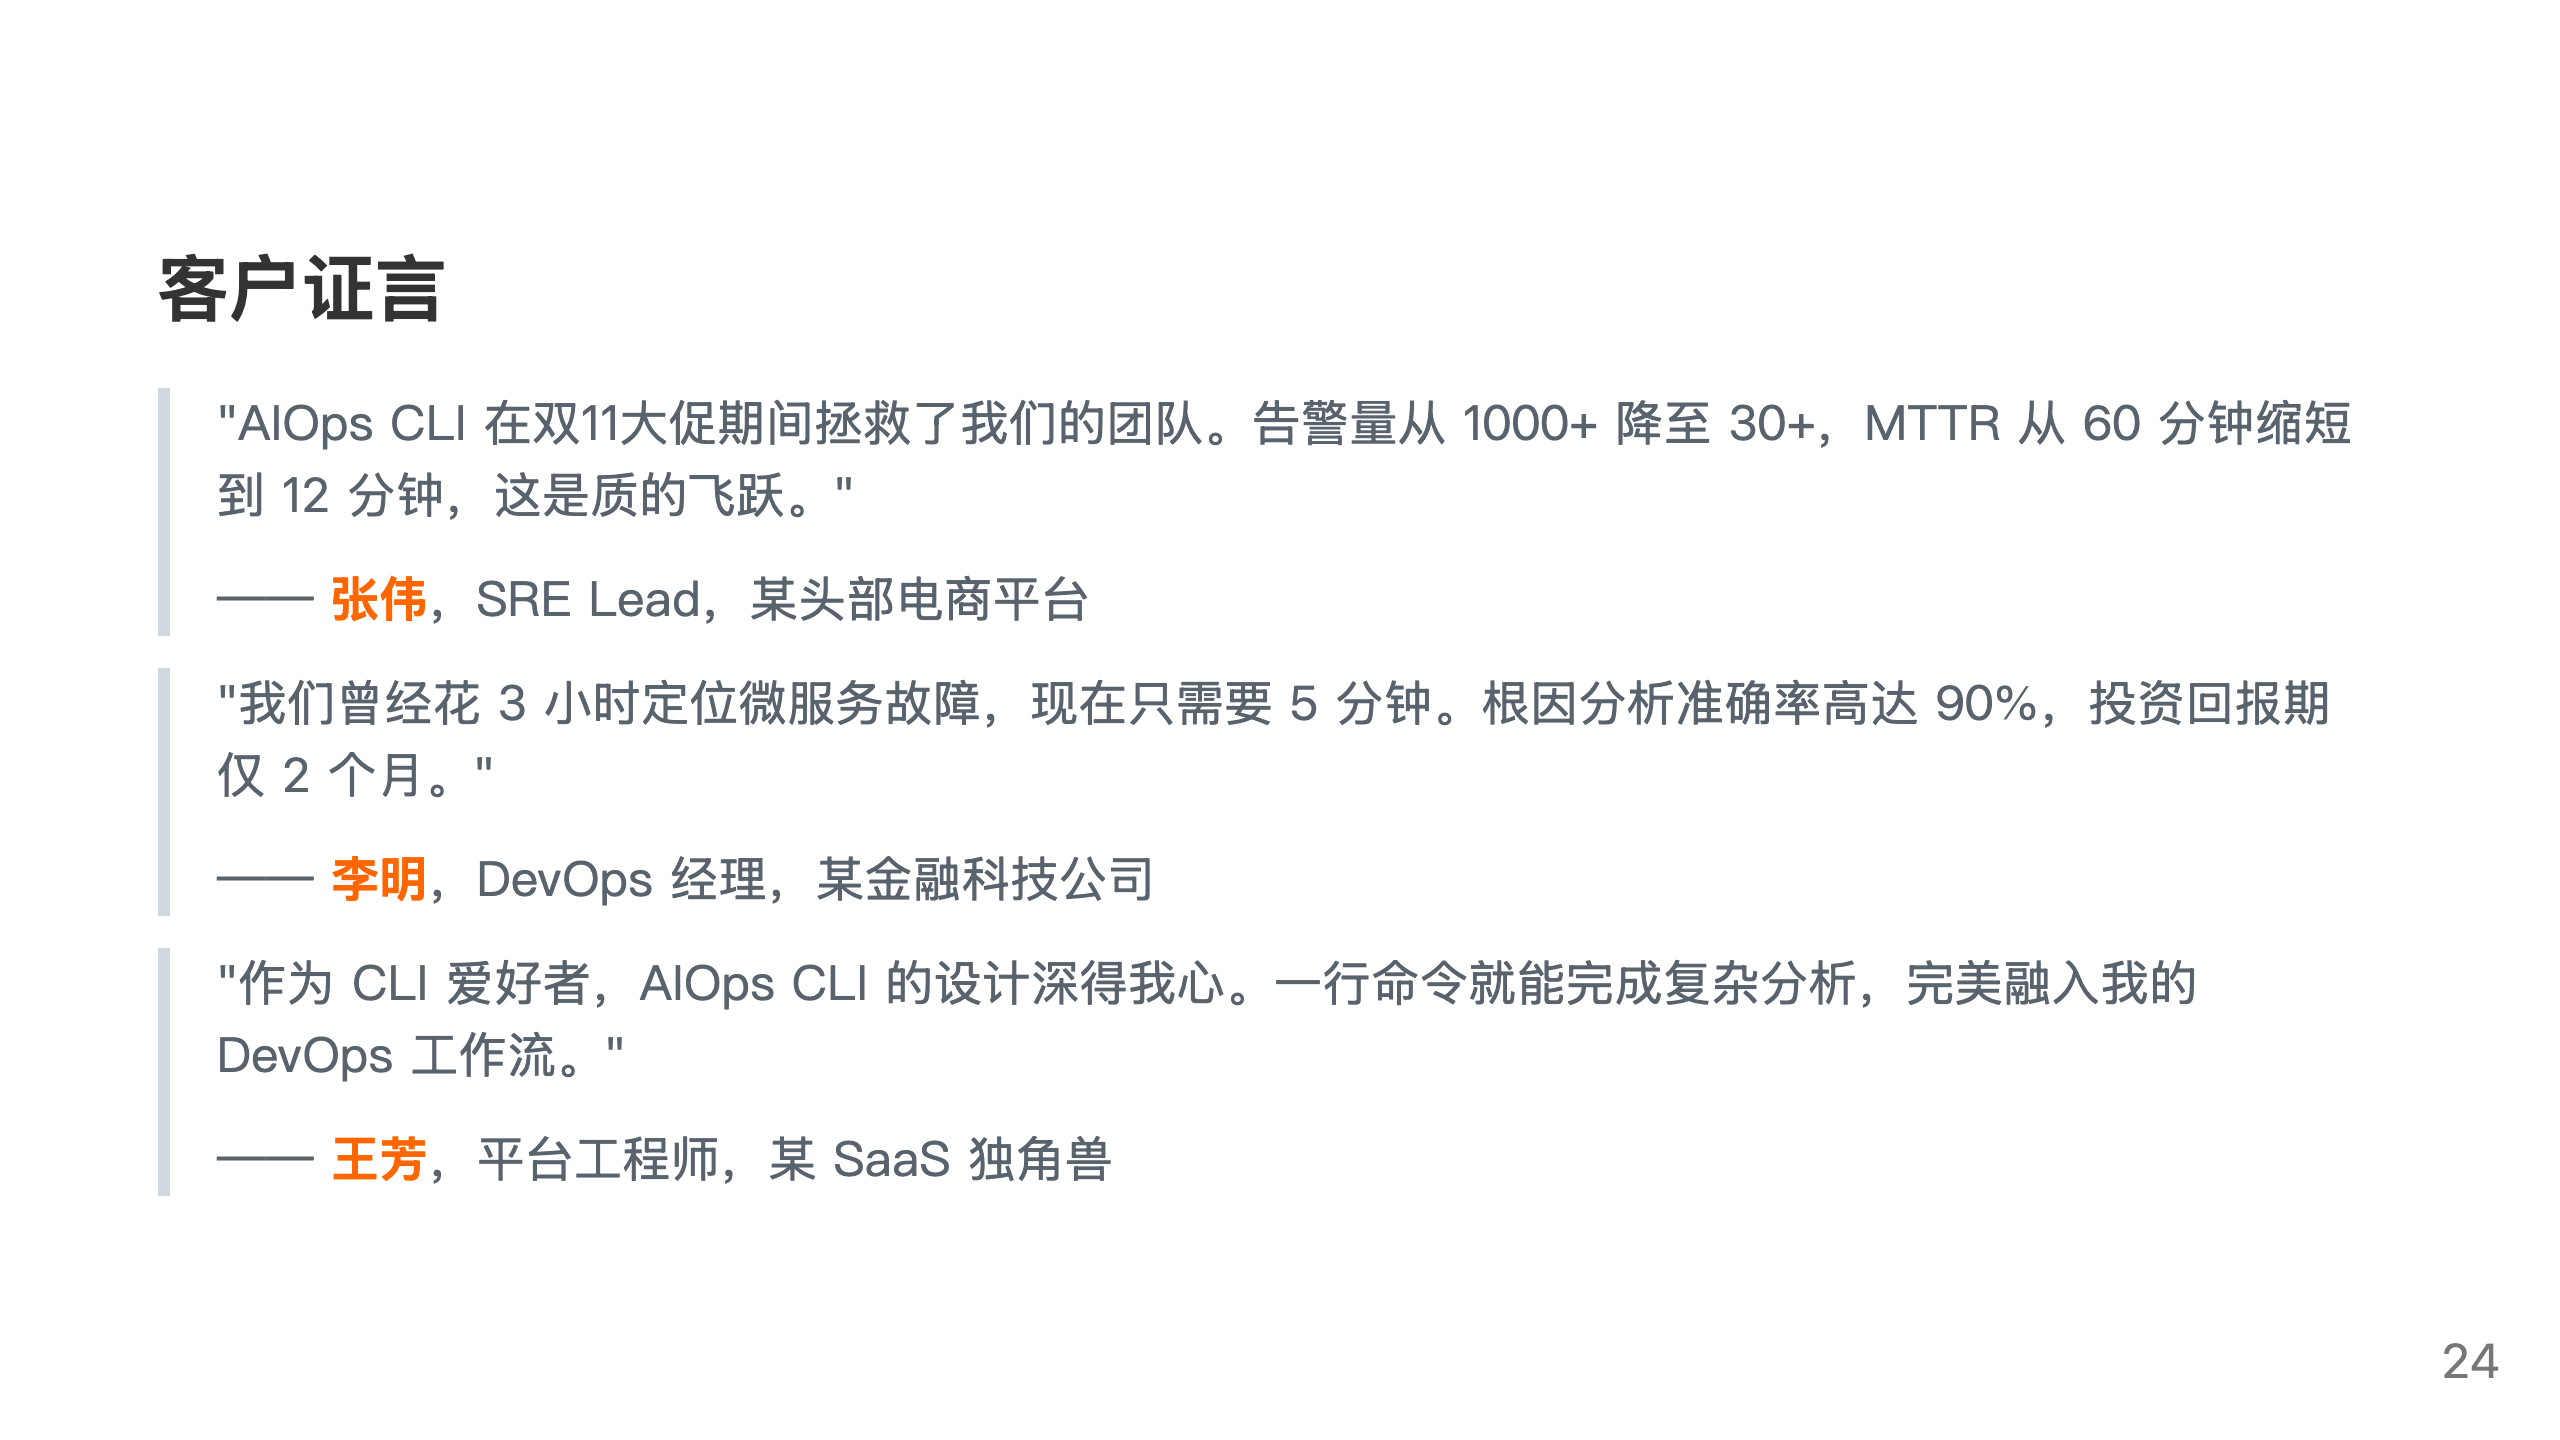 客户证言
"AIOps CLI 在双11大促期间拯救了我们的团队。告警量从 1000+ 降至 30+，MTTR 从 60 分钟缩短
到 12 分钟，这是质的飞跃。"
—— 张伟，SRE Lead，某头部电商平台
"我们曾经花 3 小时定位微服务故障，现在只需要 5 分钟。根因分析准确率高达 90%，投资回报期
仅 2 个月。"
—— 李明，DevOps 经理，某金融科技公司
"作为 CLI 爱好者，AIOps CLI 的设计深得我心。一行命令就能完成复杂分析，完美融入我的
DevOps 工作流。"
—— 王芳，平台工程师，某 SaaS 独角兽
24